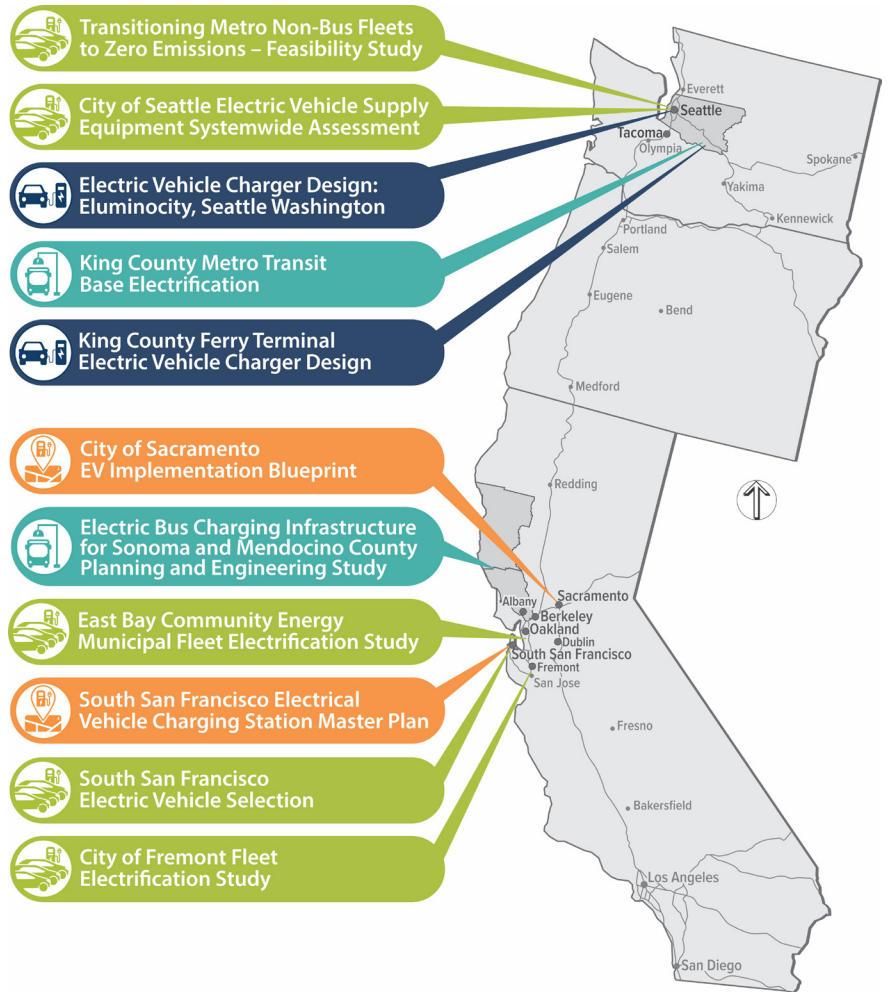 Transitioning Metro Non-Bus Fleets
to Zero Emissions – Feasibility Study
City of Seattle Electric Vehicle Supply
Equipment Systemwide Assessment
Electric Vehicle Charger Design:
Eluminocity, Seattle Washington
King County Metro Transit
Base Electrification
King County Ferry Terminal
Electric Vehicle Charger Design
City of Sacramento
EV Implementation Blueprint
Electric Bus Charging Infrastructure
for Sonoma and Mendocino County
Planning and Engineering Study
East Bay Community Energy
Municipal Fleet Electrification Study
South San Francisco Electrical
Vehicle Charging Station Master Plan
South San Francisco
Electric Vehicle Selection
City of Fremont Fleet
Electrification Study
Everett
Seattle
Tacoma
Olympia
Spokane
Yakima
Kennewick
Portland
Salem
Eugene
Bend
Medford
Redding
Sacramento
Albany
Berkeley
Oakland
Dublin
South San Francisco
Fremont
San Jose
Fresno
Bakersfield
Los Angeles
San Diego